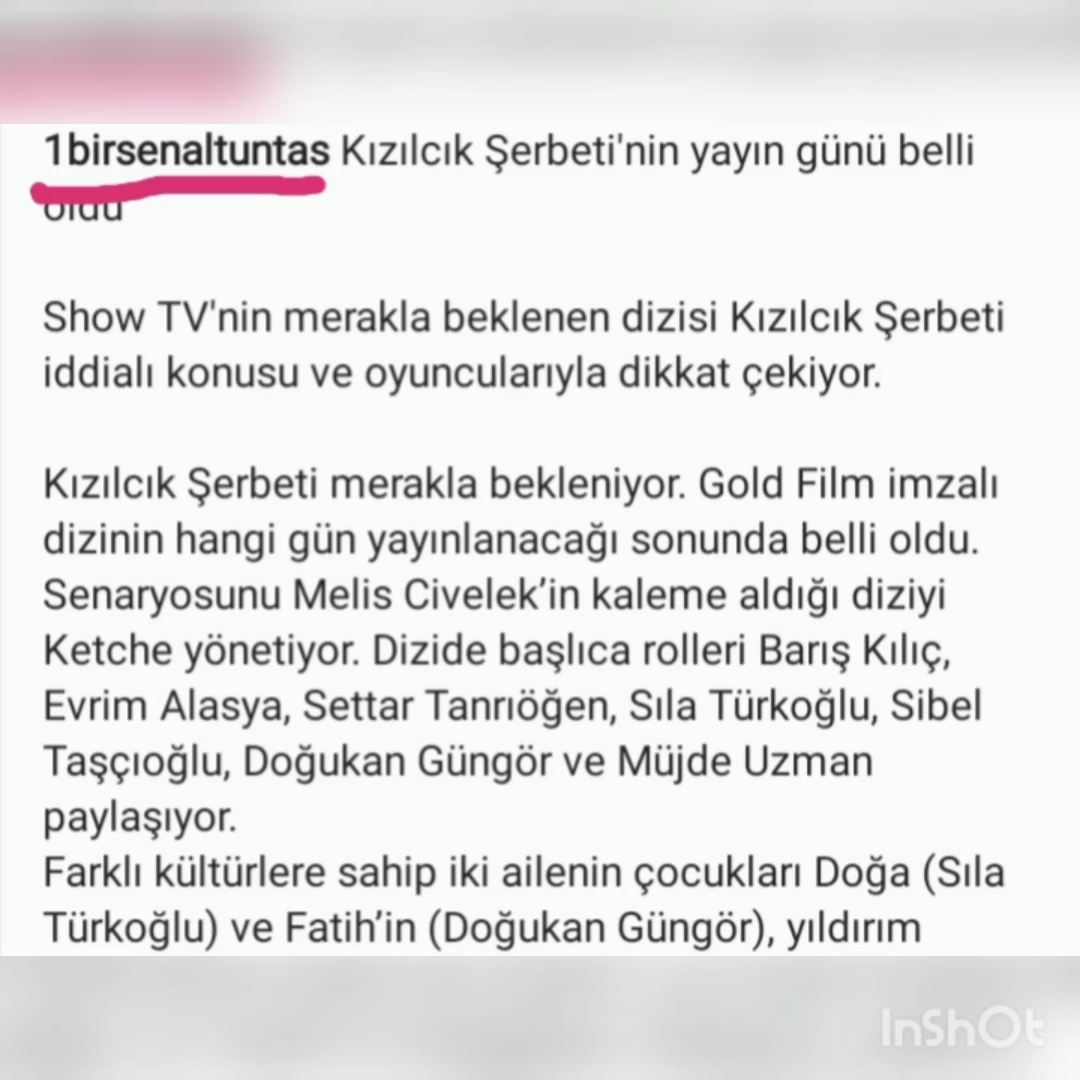 1birsenaltuntas Kızılcık Şerbeti'nin yayın günü belli
oldu
Show TV'nin merakla beklenen dizisi Kızılcık Şerbeti
iddialı konusu ve oyuncularıyla dikkat çekiyor.
Kızılcık Şerbeti merakla bekleniyor. Gold Film imzalı
dizinin hangi gün yayınlanacağı sonunda belli oldu.
Senaryosunu Melis Civelek’in kaleme aldığı diziyi
Ketche yönetiyor. Dizide başlıca rolleri Barış Kılıç,
Evrim Alasya, Settar Tanrıöğen, Sıla Türkoğlu, Sibel
Taşçıoğlu, Doğukan Güngör ve Müjde Uzman
paylaşıyor.
Farklı kültürlere sahip iki ailenin çocukları Doğa (Sıla
Türkoğlu) ve Fatih’in (Doğukan Güngör), yıldırım
InShOt